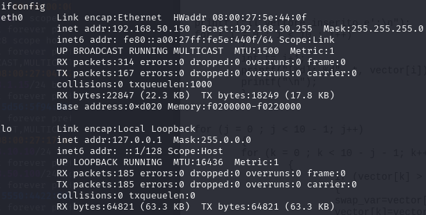 ifconfig
eth0 Link encap:Ethernet HWaddr 08:00:27:5e:44:0f
inet addr:192.168.50.150 Bcast:192.168.50.255 Mask:255.255.255.0
inet6 addr: fe80::a00:27ff:fe5e:440f/64 Scope:Link
UP BROADCAST RUNNING MULTICAST MTU:1500 Metric:1
RX packets:314 errors:0 dropped:0 overruns:0 frame:0
TX packets:167 errors:0 dropped:0 overruns:0 carrier:0
collisions:0 txqueuelen:1000
RX bytes:22847 (22.3 KB) TX bytes:18249 (17.8 KB)
Base address:0×d020 Memory:f0200000-f0220000
lo Link encap:Local Loopback
inet addr:127.0.0.1 Mask:255.0.0.0
inet6 addr: ::1/128 Scope:Host
UP LOOPBACK RUNNING MTU:16436 Metric:1
RX packets:185 errors:0 dropped:0 overruns:0 frame:0
TX packets:185 errors:0 dropped:0 overruns:0 carrier:0
collisions:0 txqueuelen:0
RX bytes:64821 (63.3 KB) TX bytes:64821 (63.3 KB)